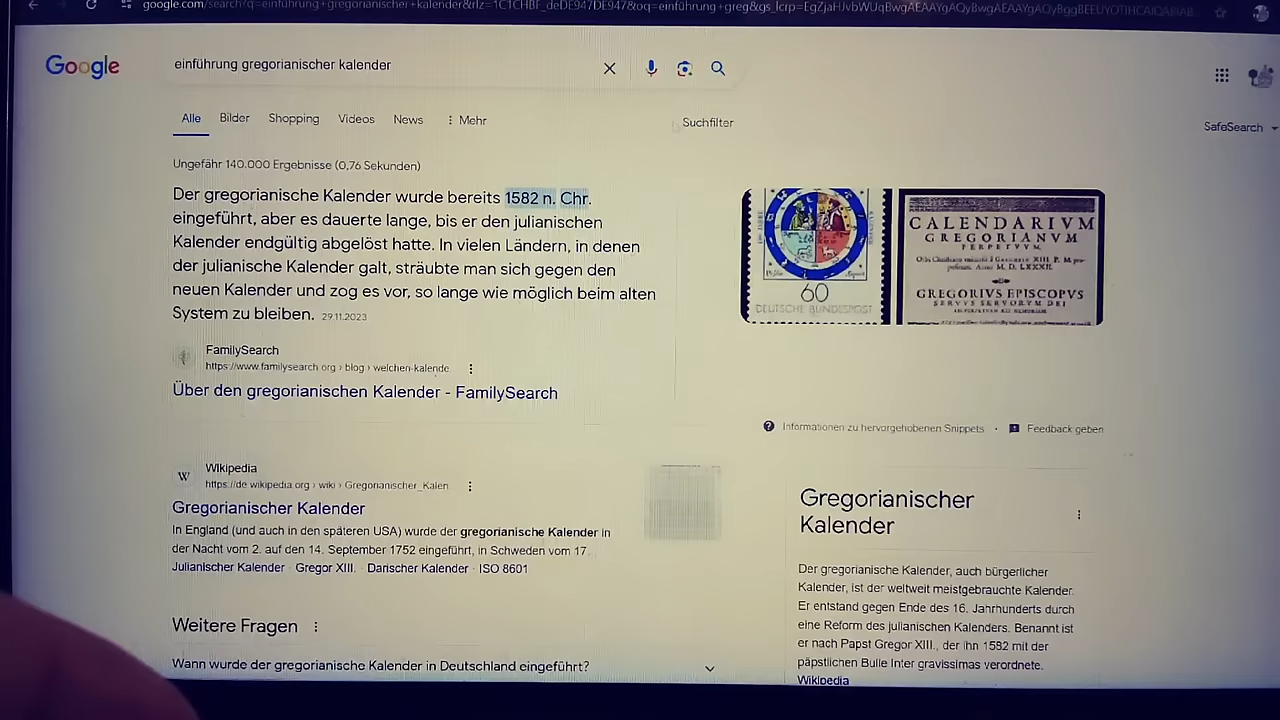 google.com/search?q=einführung+gregorianischer+kalender&rlz=1C1CHBF_deDE947DE947&oq=einführung+greg&gs_lcrp=
Google
einführung gregorianischer kalender
Alle Bilder Shopping Videos News Mehr Suchfilter
SafeSearch
Ungefähr 140.000 Ergebnisse (0,76 Sekunden)
Der gregorianische Kalender wurde bereits 1582 n. Chr.
eingeführt, aber es dauerte lange, bis er den julianischen
Kalender endgültig abgelöst hatte. In vielen Ländern, in denen
der julianische Kalender galt, sträubte man sich gegen den
neuen Kalender und zog es vor, so lange wie möglich beim alten
System zu bleiben. 29.11.2023
60
DEUTSCHE BUNDESPOST
CALENDARIVM
GREGORIANVM
PERPETVVM
GREGORIVS EPISCOPVS
SERVVS SERVORVM DEI
FamilySearch
https://www.familysearch.org › blog › welchen-kalende
Über den gregorianischen Kalender - FamilySearch
Informationen zu hervorgehobenen Snippets · Feedback geben
Wikipedia
https://de.wikipedia.org › wiki › Gregorianischer_Kalen
Gregorianischer Kalender
In England (und auch in den späteren USA) wurde der gregorianische Kalender in
der Nacht vom 2. auf den 14. September 1752 eingeführt, in Schweden vom 17.
Julianischer Kalender · Gregor XIII. · Darischer Kalender · ISO 8601
Weitere Fragen
Wann wurde der gregorianische Kalender in Deutschland eingeführt?
Gregorianischer
Kalender
Der gregorianische Kalender, auch bürgerlicher
Kalender, ist der weltweit meistgebrauchte Kalender.
Er entstand gegen Ende des 16. Jahrhunderts durch
eine Reform des julianischen Kalenders. Benannt ist
er nach Papst Gregor XIII., der ihn 1582 mit der
päpstlichen Bulle Inter gravissimas verordnete.
Wikipedia